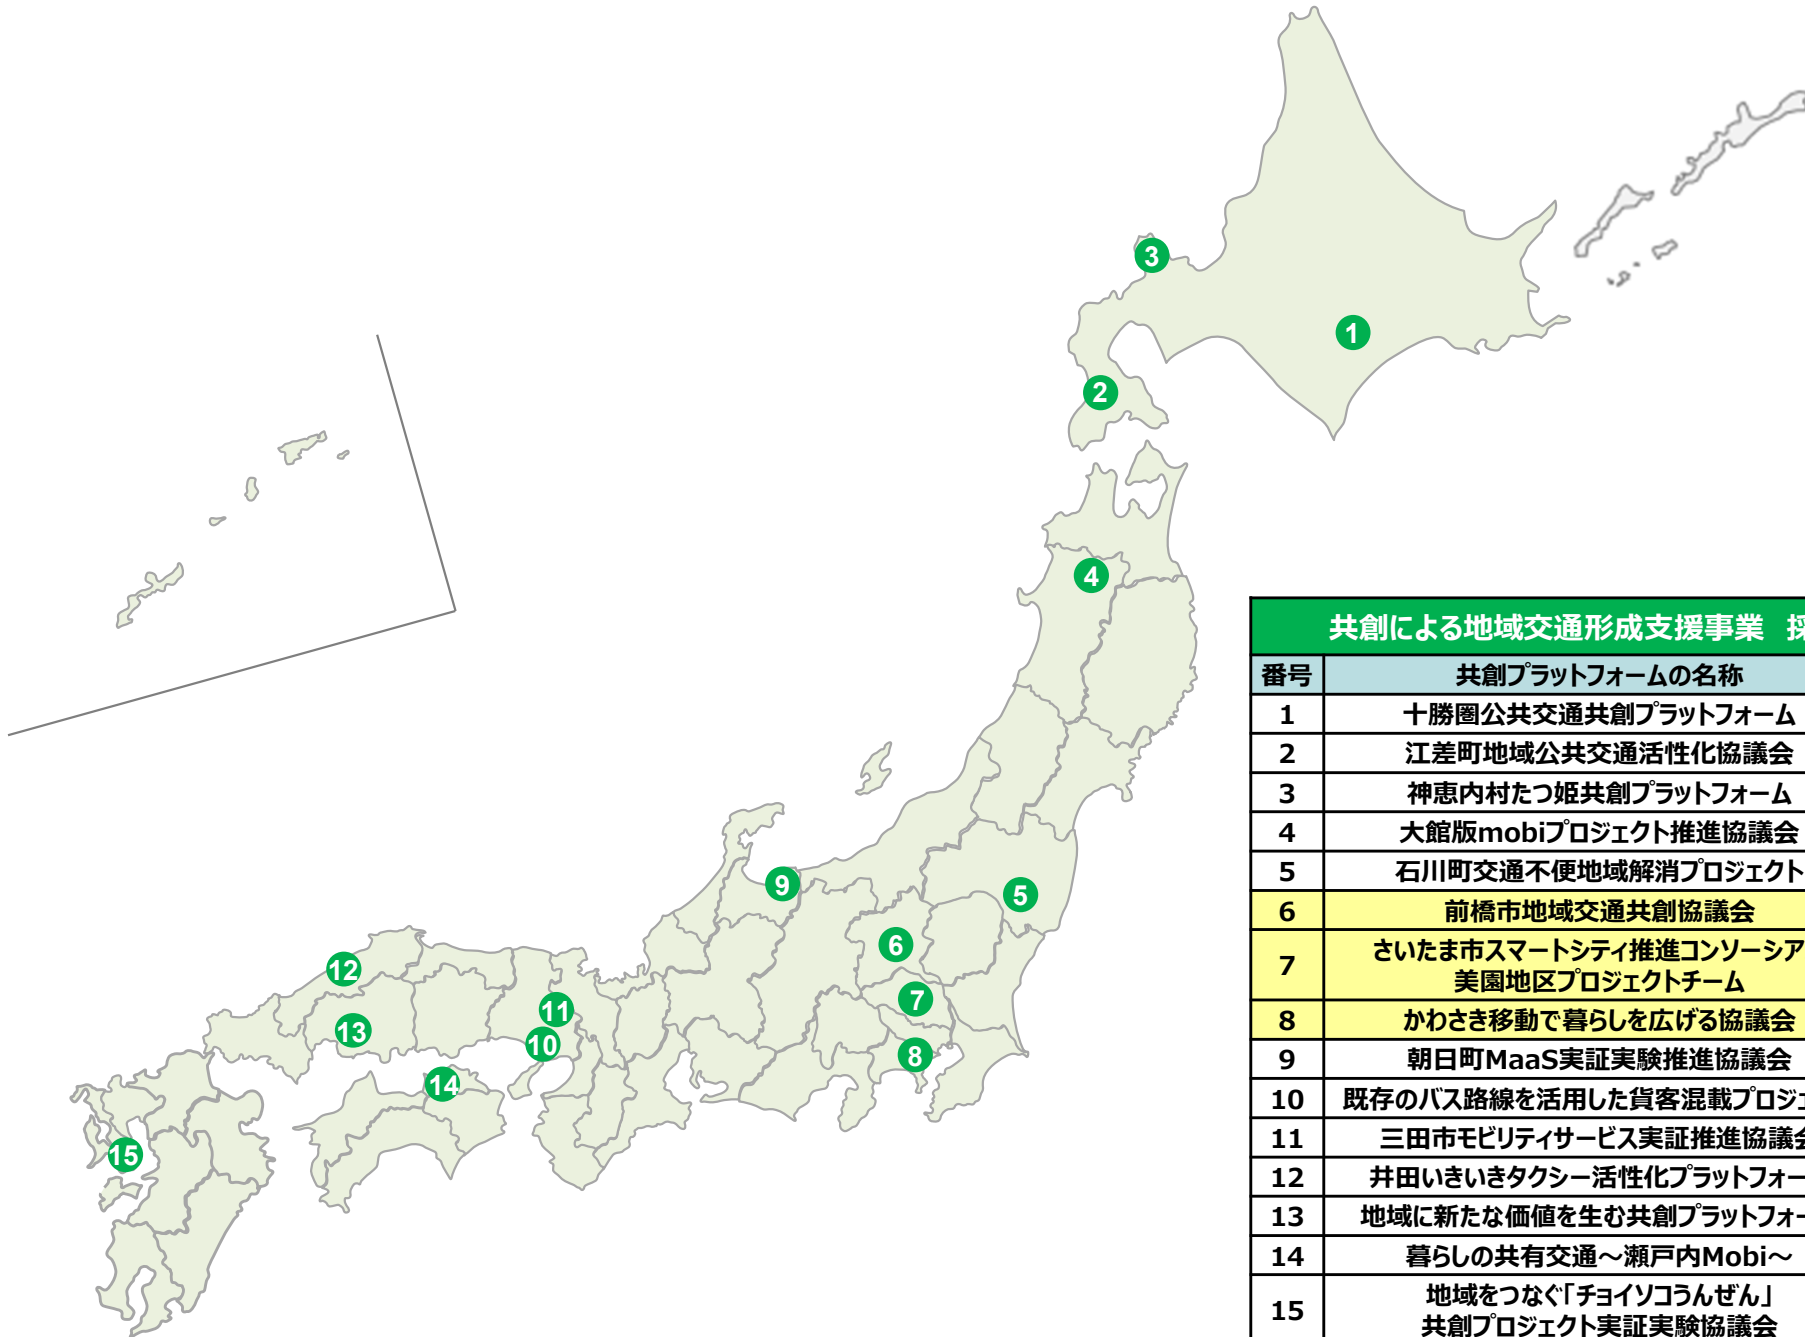 3
1
2
4
9
5
6
12
7
11
13
10
8
14
15
共創による地域交通形成支援事業 採
番号 共創プラットフォームの名称
1 十勝圏公共交通共創プラットフォーム
2 江差町地域公共交通活性化協議会
3 神恵内村たつ姫共創プラットフォーム
4 大館版mobiプロジェクト推進協議会
5 石川町交通不便地域解消プロジェクト
6 前橋市地域交通共創協議会
7 さいたま市スマートシティ推進コンソーシア
美園地区プロジェクトチーム
8 かわさき移動で暮らしを広げる協議会
9 朝日町MaaS実証実験推進協議会
10 既存のバス路線を活用した貨客混載プロジェ
11 三田市モビリティサービス実証推進協議会
12 井田いきいきタクシー活性化プラットフォー
13 地域に新たな価値を生む共創プラットフォー
14 暮らしの共有交通～瀬戸内Mobi～
15 地域をつなぐ「チョイソコうんぜん」
共創プロジェクト実証実験協議会